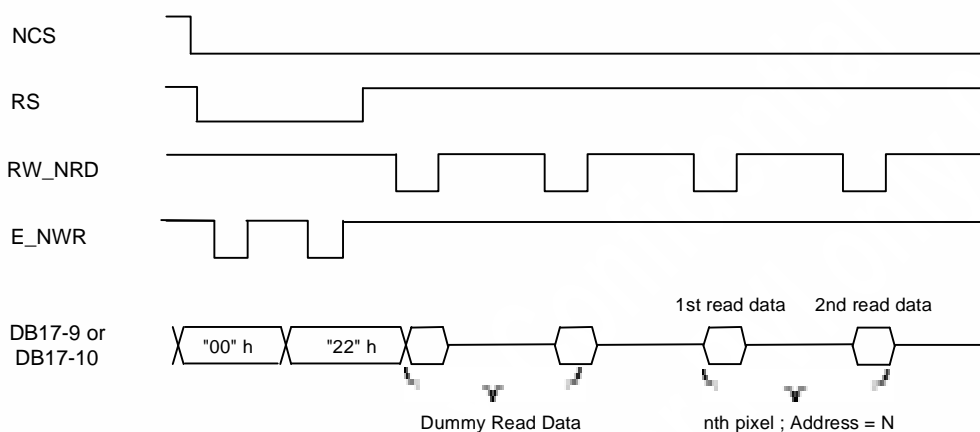 NCS
RS
RW_NRD
E_NWR
1st read data 2nd read data
DB17-9 or
DB17-10
"00" h "22" h
Dummy Read Data nth pixel ; Address = N